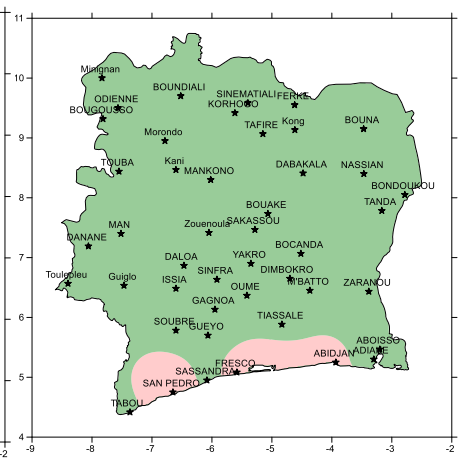 11
Minignan
10
BOUNDIALI
SINEMATIALI
FERKE
ODIENNE
KORHOGO
BOUGOUSSO
TAFIRE
Kong
BOUNA
Morondo
9
TOUBA
Kani
MANKONO
DABAKALA
NASSIAN
BONDOUKOU
8
TANDA
BOUAKE
MAN
Zouenoula
SAKASSOU
DANANE
BOCANDA
7
DALOA
YAKRO
Toulepleu
Guiglo
ISSIA
SINFRA
DIMBOKRO
M'BATTO
ZARANOU
OUME
GAGNOA
6
SOUBRE
GUEYO
TIASSALE
ABOISSO
ABIDJAN
ADIAKE
FRESCO
SASSANDRA
5
SAN PEDRO
TABOU
4
-9 -8 -7 -6 -5 -4 -3 -2
-2